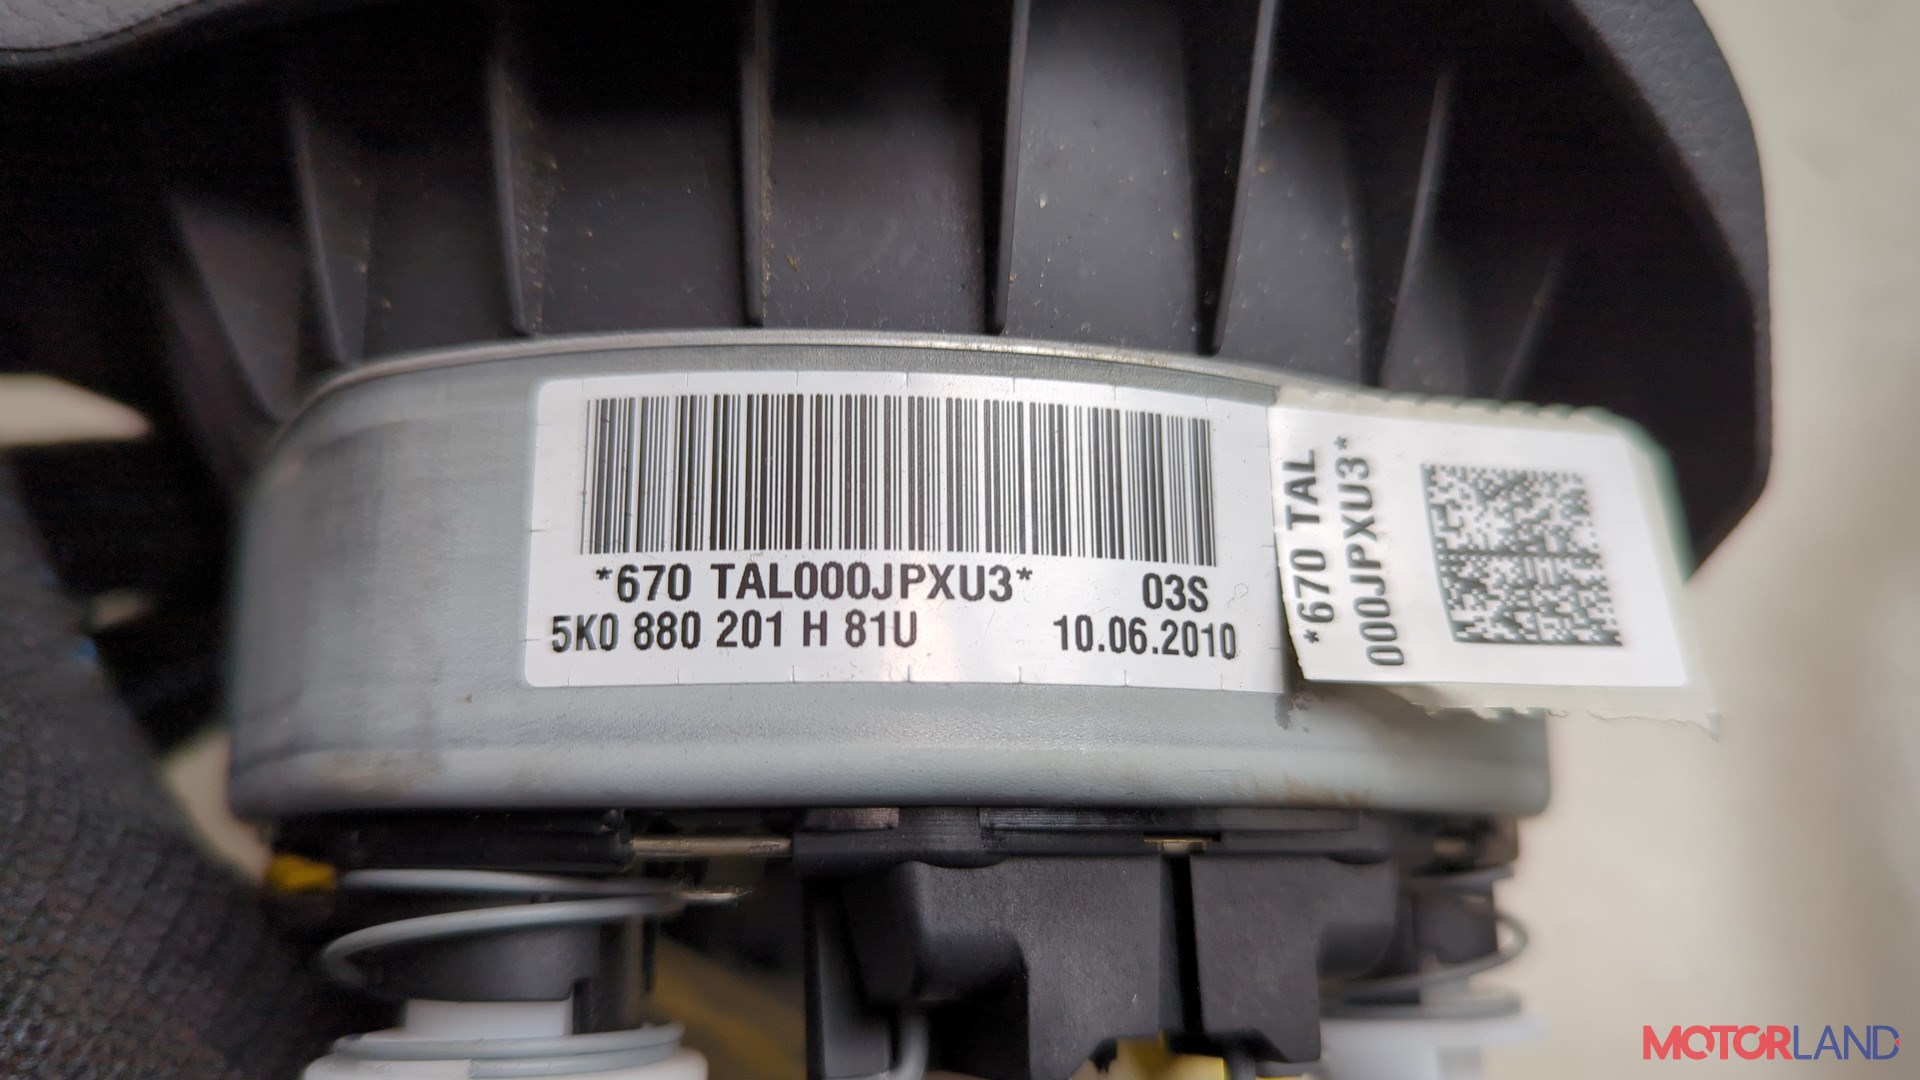 *670 TAL000JPXU3* 03S
5K0 880 201 H 81U 10.06.2010
*670 TAL
000JPXU3*
MOTORLAND